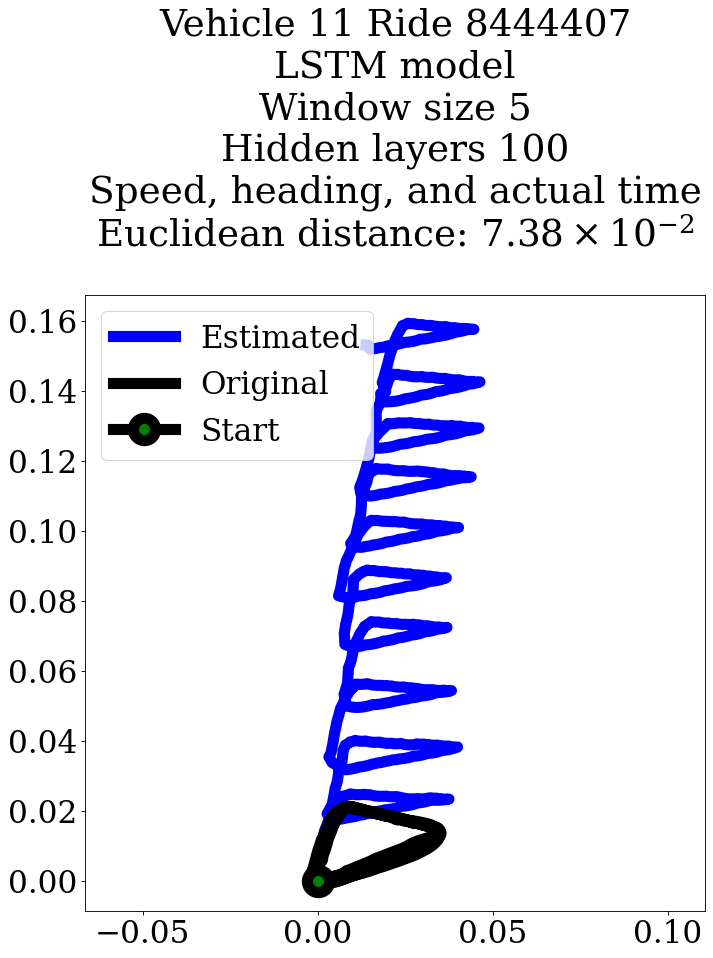 Vehicle 11 Ride 8444407
LSTM model
Window size 5
Hidden layers 100
Speed, heading, and actual time
Euclidean distance: 7.38 × 10⁻²
0.16
Estimated
0.14
Original
Start
0.12
0.10
0.08
0.06
0.04
0.02
0.00
−0.05 0.00 0.05 0.10